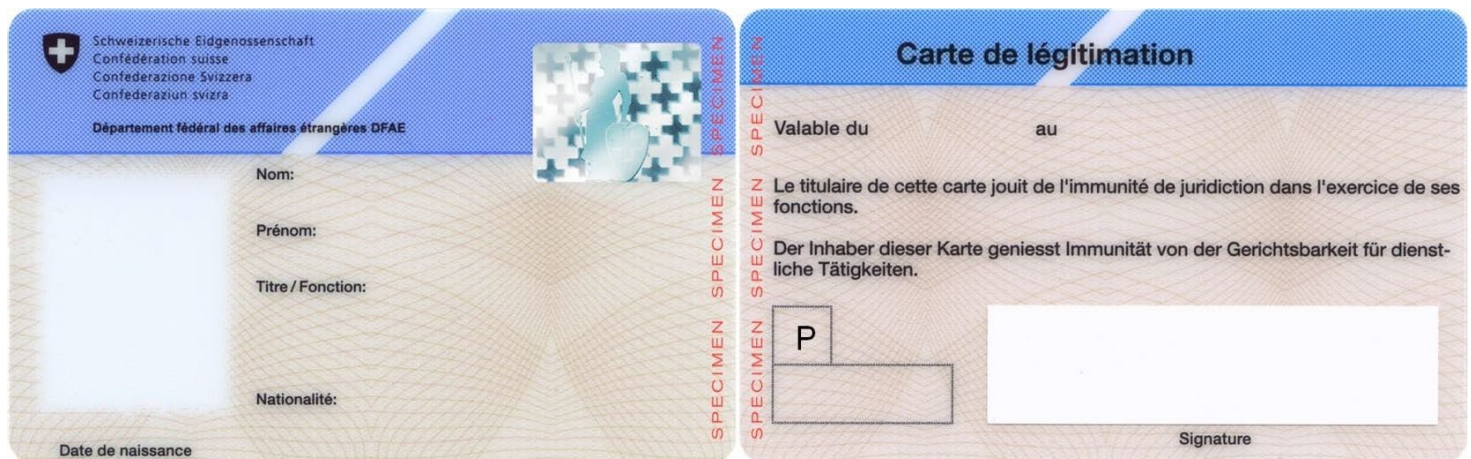 Schweizerische Eidgenossenschaft
Confédération suisse
Confederazione Svizzera
Confederaziun svizra
Département fédéral des affaires étrangères DFAE
Nom:
Prénom:
Titre / Fonction:
Nationalité:
Date de naissance
SPECIMEN SPECIMEN SPECIMEN
SPECIMEN SPECIMEN SPECIMEN
Carte de légitimation
Valable du au
Le titulaire de cette carte jouit de l'immunité de juridiction dans l'exercice de ses
fonctions.
Der Inhaber dieser Karte geniesst Immunität von der Gerichtsbarkeit für dienst-
liche Tätigkeiten.
P
Signature